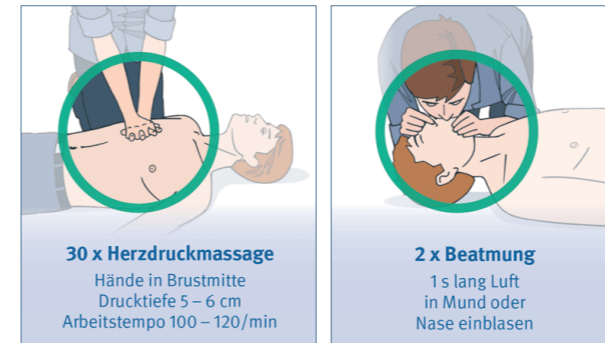 30 x Herzdruckmassage
Hände in Brustmitte
Drucktiefe 5 – 6 cm
Arbeitstempo 100 – 120/min
2 x Beatmung
1 s lang Luft
in Mund oder
Nase einblasen